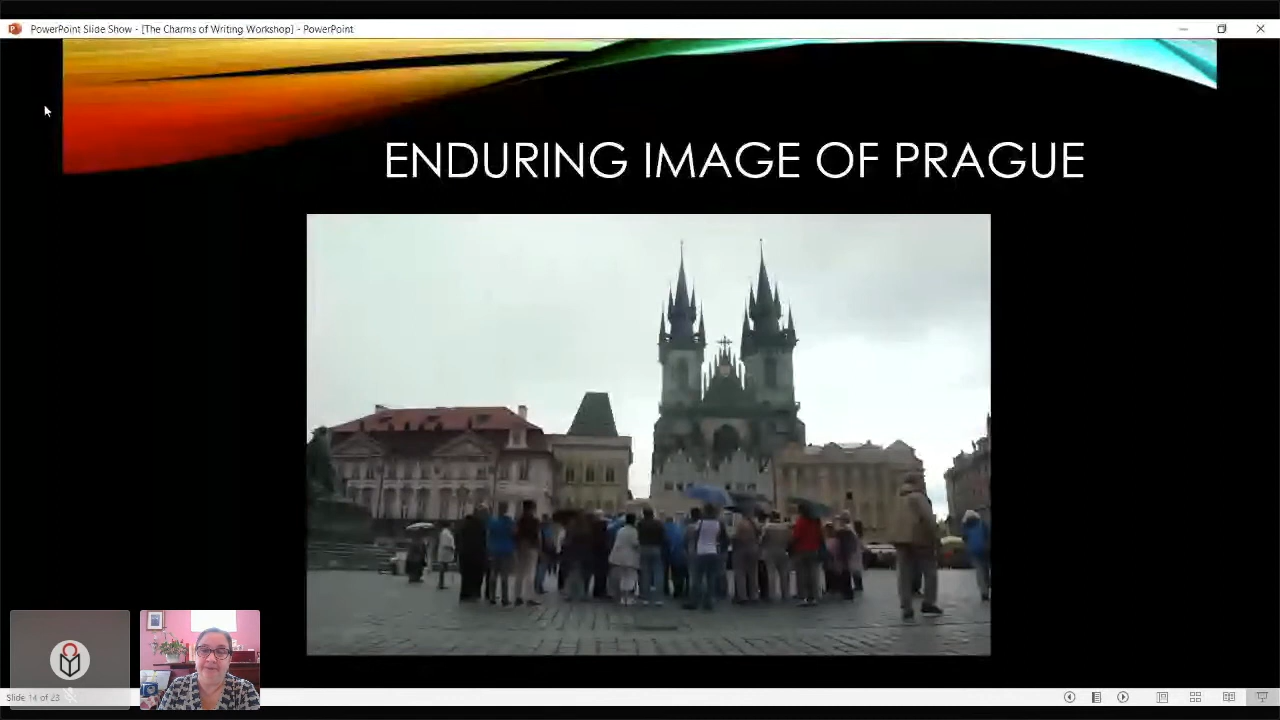 PowerPoint Slide Show - [The Charms of Writing Workshop] - PowerPoint
ENDURING IMAGE OF PRAGUE
Slide 14 of 23